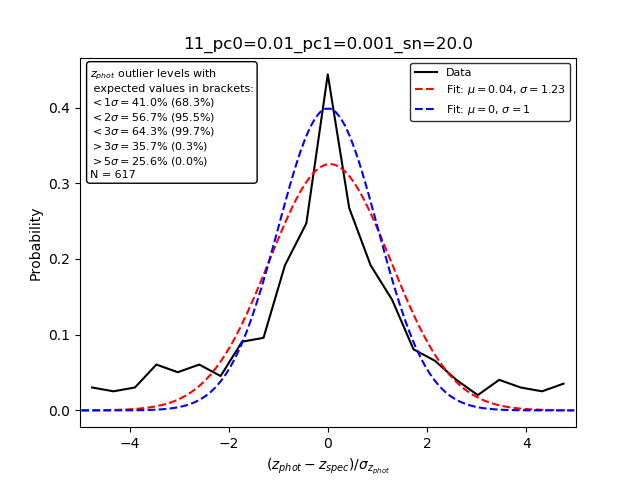 11_pc0=0.01_pc1=0.001_sn=20.0
z_phot outlier levels with
expected values in brackets:
<1σ=41.0% (68.3%)
<2σ=56.7% (95.5%)
<3σ=64.3% (99.7%)
>3σ=35.7% (0.3%)
>5σ=25.6% (0.0%)
N = 617
Data
Fit: μ=0.04, σ=1.23
Fit: μ=0, σ=1
Probability
0.4
0.3
0.2
0.1
0.0
−4 −2 0 2 4
(z_phot − z_spec)/σ_z_phot